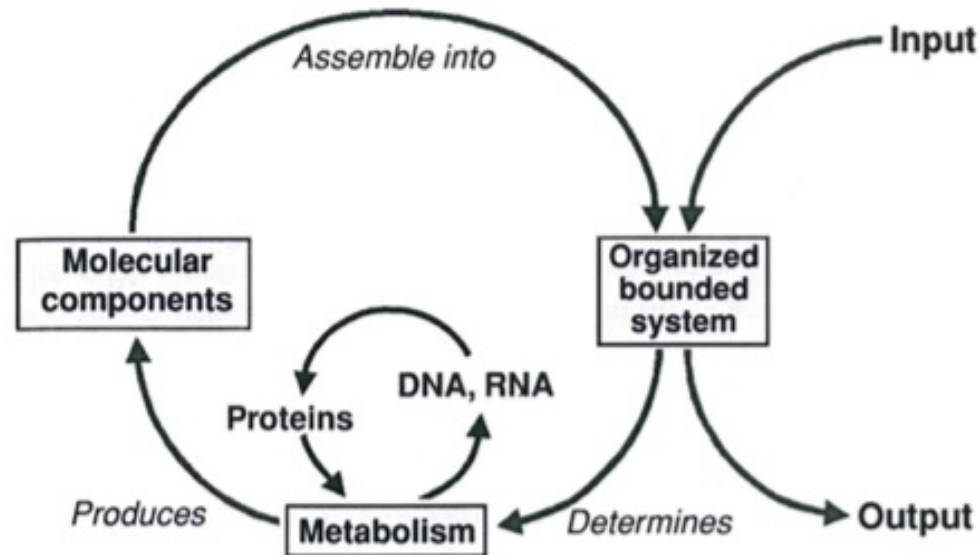 Assemble into
Input
Molecular
components
Organized
bounded
system
DNA, RNA
Proteins
Produces
Metabolism
Determines
Output